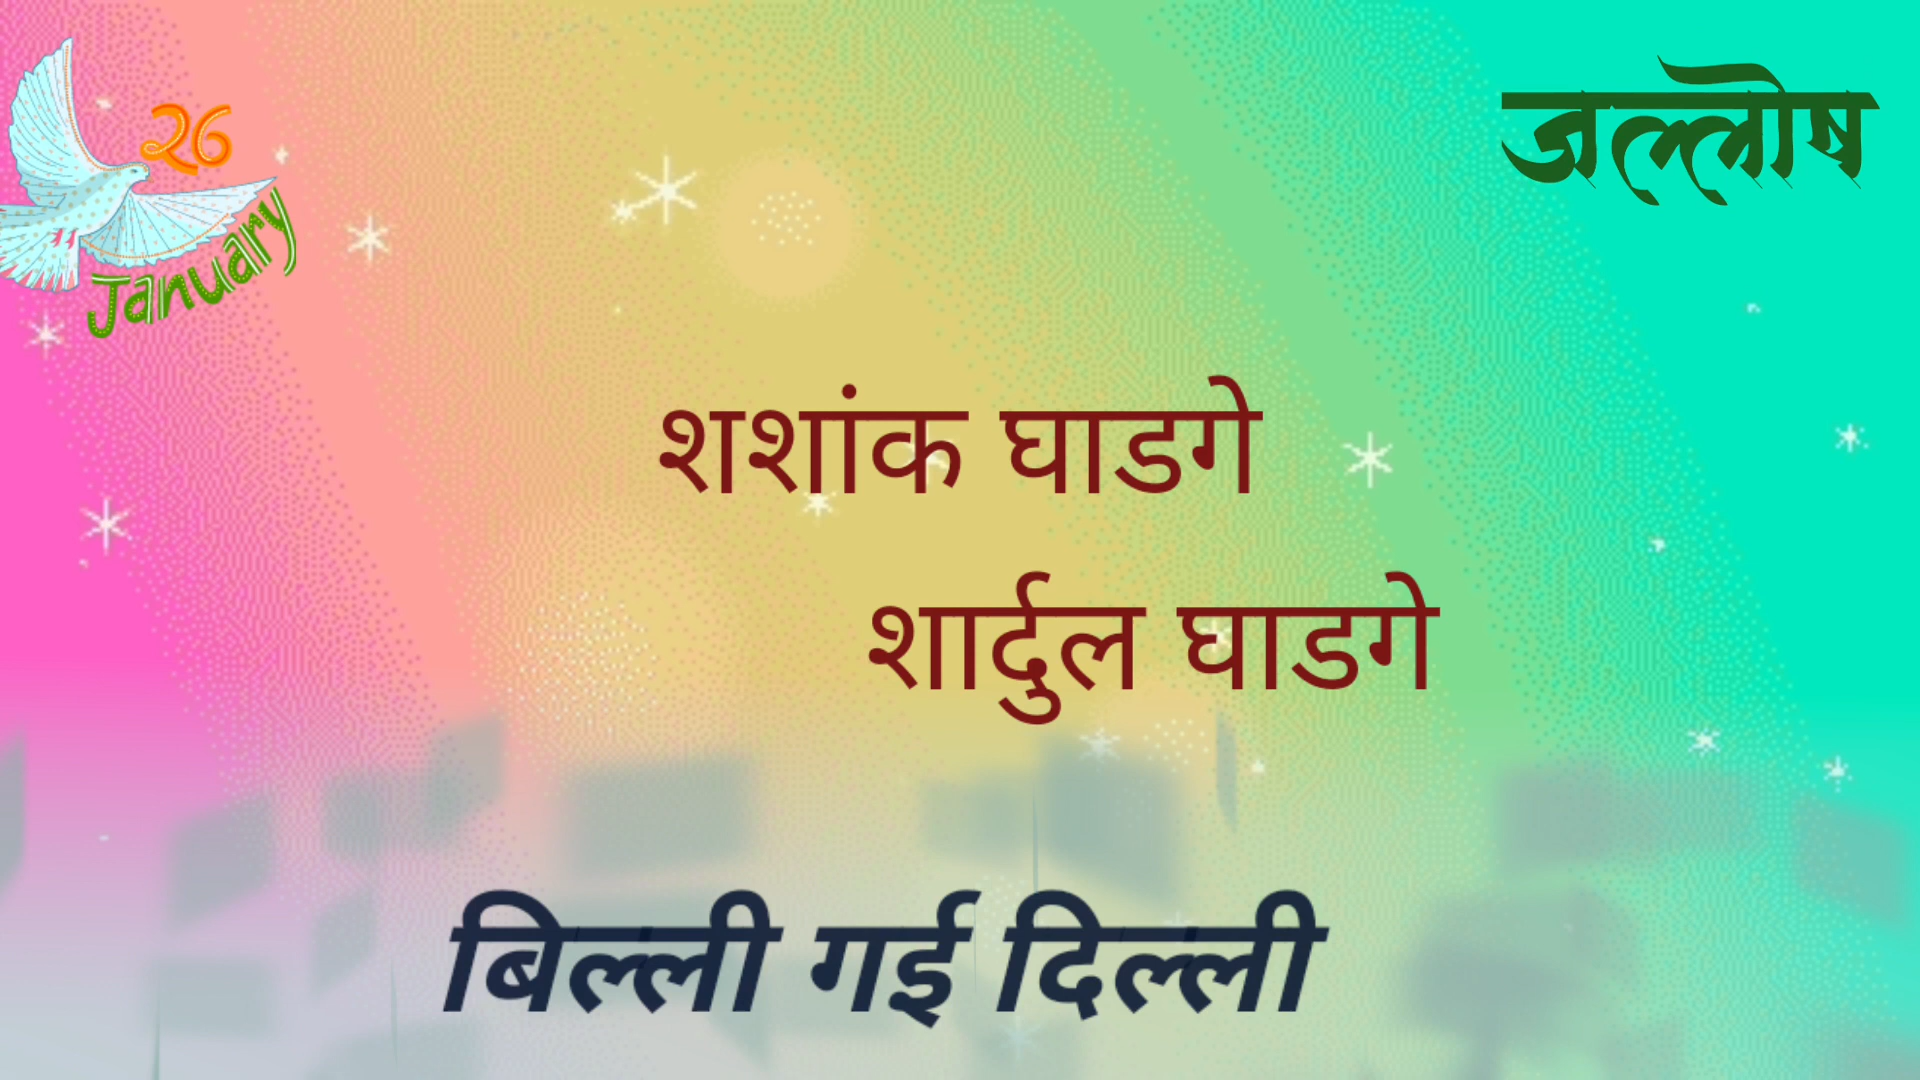 26
January
जल्लोष
शशांक घाडगे
शार्दुल घाडगे
बिल्ली गई दिल्ली